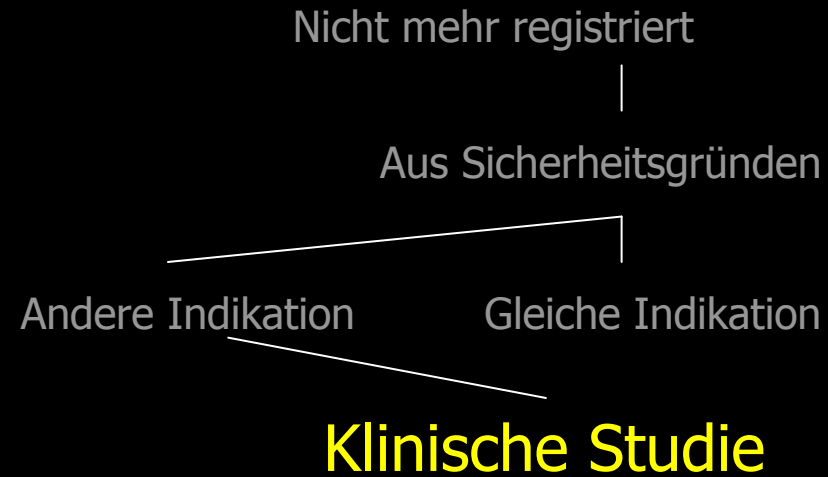 Nicht mehr registriert
Aus Sicherheitsgründen
Andere Indikation
Gleiche Indikation
Klinische Studie